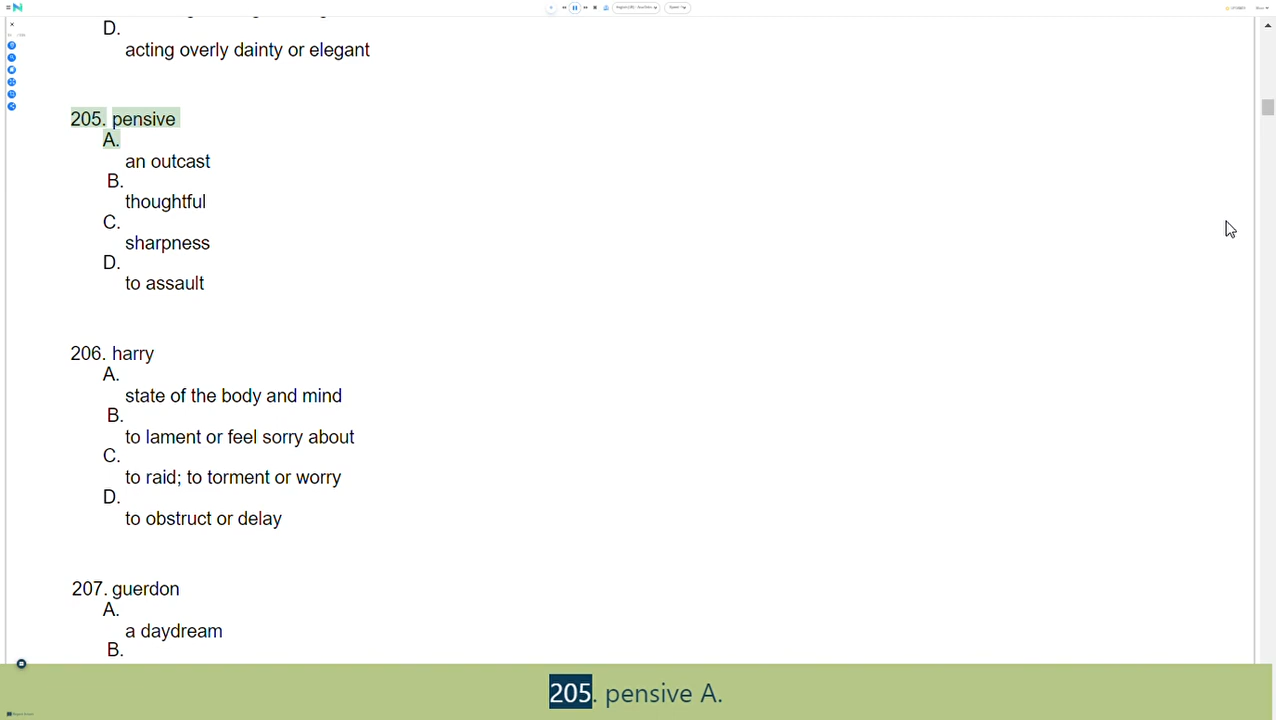 D.
acting overly dainty or elegant
205. pensive
A.
an outcast
B.
thoughtful
C.
sharpness
D.
to assault
206. harry
A.
state of the body and mind
B.
to lament or feel sorry about
C.
to raid; to torment or worry
D.
to obstruct or delay
207. guerdon
A.
a daydream
B.
205. pensive A.